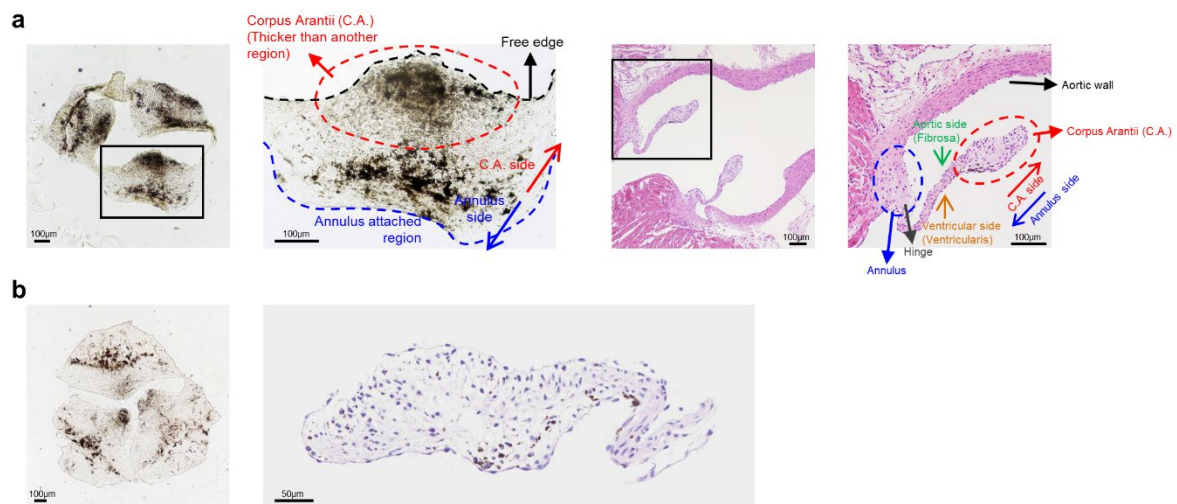 a
Corpus Arantii (C.A.)
(Thicker than another
region)
Free edge
C.A. side
Annulus
side
Annulus attached
region
100µm
100µm
100µm
Aortic wall
Aortic side
(Fibrosa)
Corpus Arantii (C.A.)
C.A. side
Annulus side
Ventricular side
(Ventricularis)
Hinge
Annulus
100µm
b
100µm
50µm